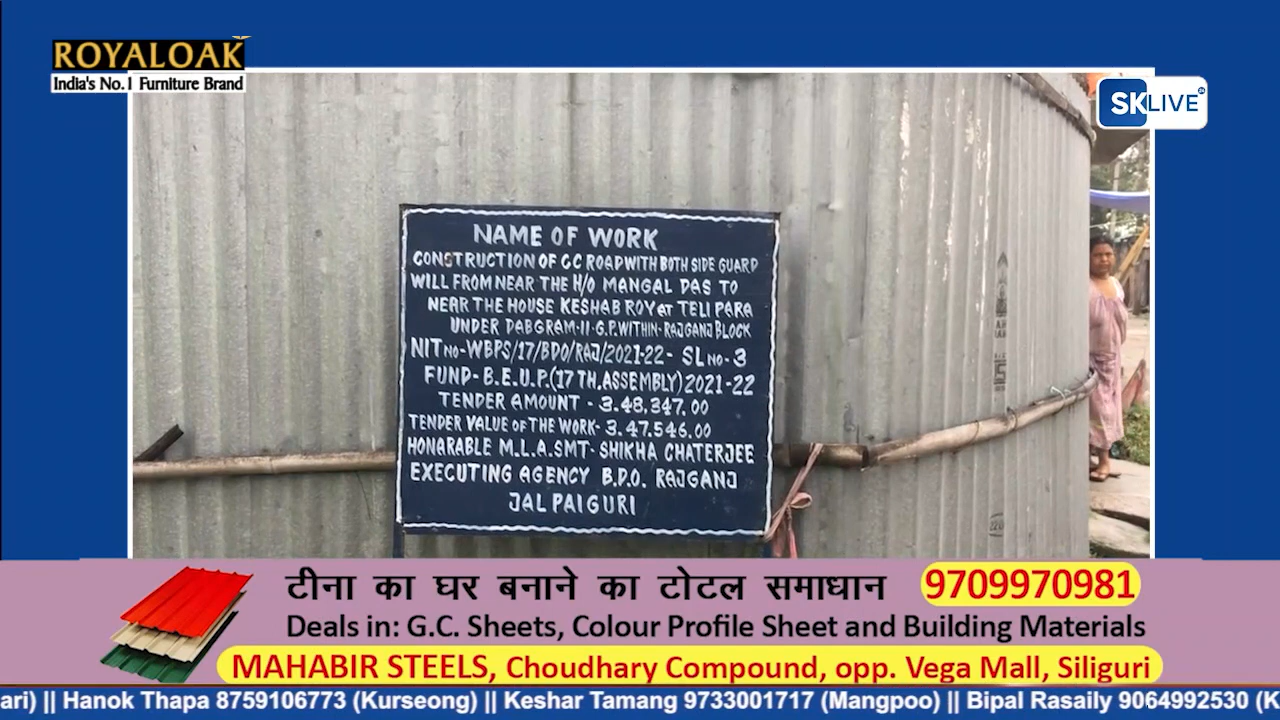 ROYALOAK
India's No.1 Furniture Brand
SKLIVE 24
NAME OF WORK
CONSTRUCTION OF CC ROAD WITH BOTH SIDE GUARD
WILL FROM NEAR THE H/O MANGAL DAS TO
NEAR THE HOUSE KESHAB ROY AT TELI PARA
UNDER DABGRAM-II-G.P. WITHIN-RAJGANJ BLOCK
NIT NO-WBPS/17/BDO/RAJ/2021-22- SL NO-3
FUND-B.E.U.P.(17TH.ASSEMBLY)2021-22
TENDER AMOUNT - 3.48,347.00
TENDER VALUE OF THE WORK- 3.47.546.00
HONARABLE M.L.A.SMT- SHIKHA CHATERJEE
EXECUTING AGENCY B.D.O. RAJGANJ
JALPAIGURI
टीना का घर बनाने का टोटल समाधान 9709970981
Deals in: G.C. Sheets, Colour Profile Sheet and Building Materials
MAHABIR STEELS, Choudhary Compound, opp. Vega Mall, Siliguri
ari) || Hanok Thapa 8759106773 (Kurseong) || Keshar Tamang 9733001717 (Mangpoo) || Bipal Rasaily 9064992530 (K